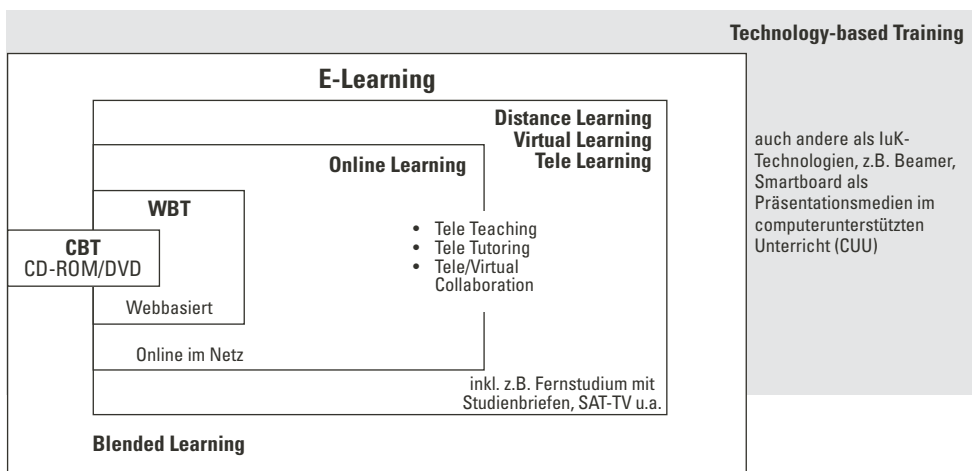 Technology-based Training
E-Learning
Distance Learning
Virtual Learning
Tele Learning
Online Learning
WBT
CBT
CD-ROM/DVD
• Tele Teaching
• Tele Tutoring
• Tele/Virtual
Collaboration
Webbasiert
Online im Netz
inkl. z.B. Fernstudium mit
Studienbriefen, SAT-TV u.a.
Blended Learning
auch andere als IuK-
Technologien, z.B. Beamer,
Smartboard als
Präsentationsmedien im
computerunterstützten
Unterricht (CUU)